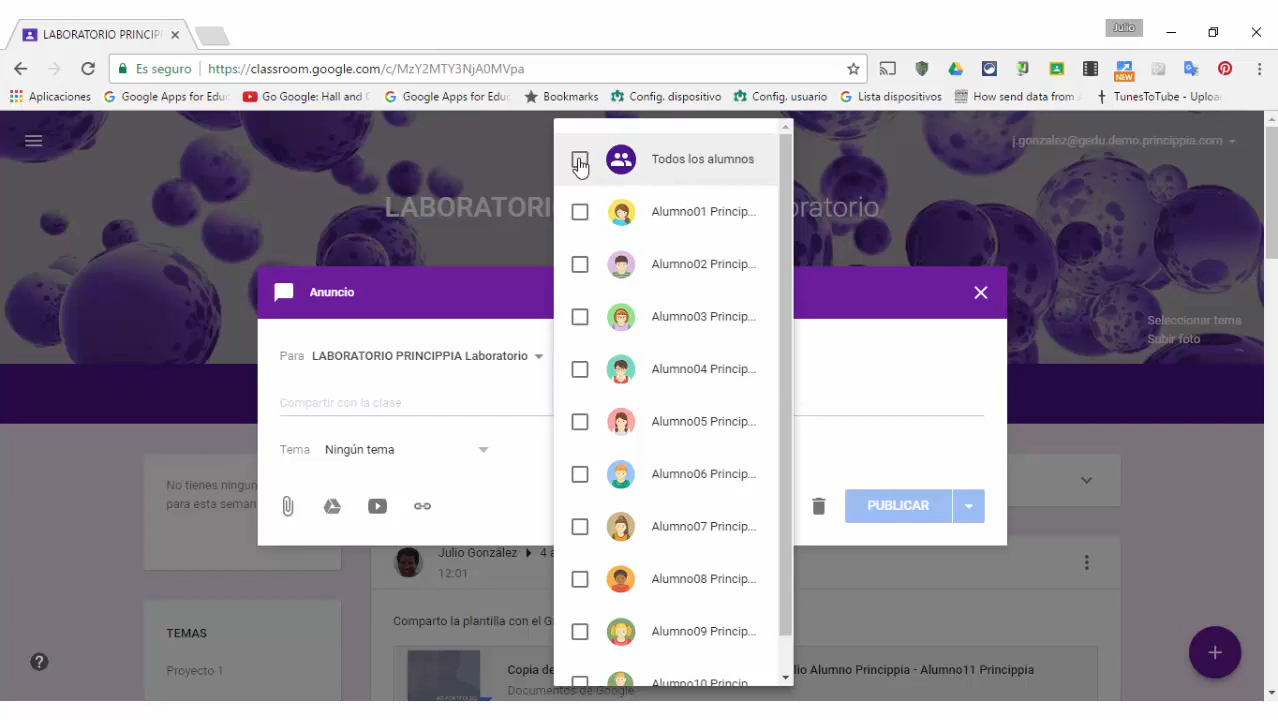 Julio
LABORATORIO PRINCIPI
Es seguro
https://classroom.google.com/c/MzY2MTY3NjA0MVpa
NEW
Aplicaciones
Google Apps for Edu
Go Google: Hall and
Google Apps for Edu
Bookmarks
Config. dispositivo
Config. usuario
Lista dispositivos
How send data from
TunesToTube - Uploa
j.gonzalez@gedu.demo.princippia.com
LABORATORI
oratorio
Seleccionar tema
Subir foto
Todos los alumnos
Alumno01 Princip...
Alumno02 Princip...
Alumno03 Princip...
Alumno04 Princip...
Alumno05 Princip...
Alumno06 Princip...
Alumno07 Princip...
Alumno08 Princip...
Alumno09 Princip...
Alumno10 Princip
Anuncio
Para LABORATORIO PRINCIPPIA Laboratorio
Compartir con la clase
Tema Ningún tema
PUBLICAR
No tienes ningun
para esta seman
Julio González
4 a
12:01
Comparto la plantilla con el G
TEMAS
Proyecto 1
Copia de
lio Alumno Princippia - Alumno11 Princippia
Documentos de Google
?